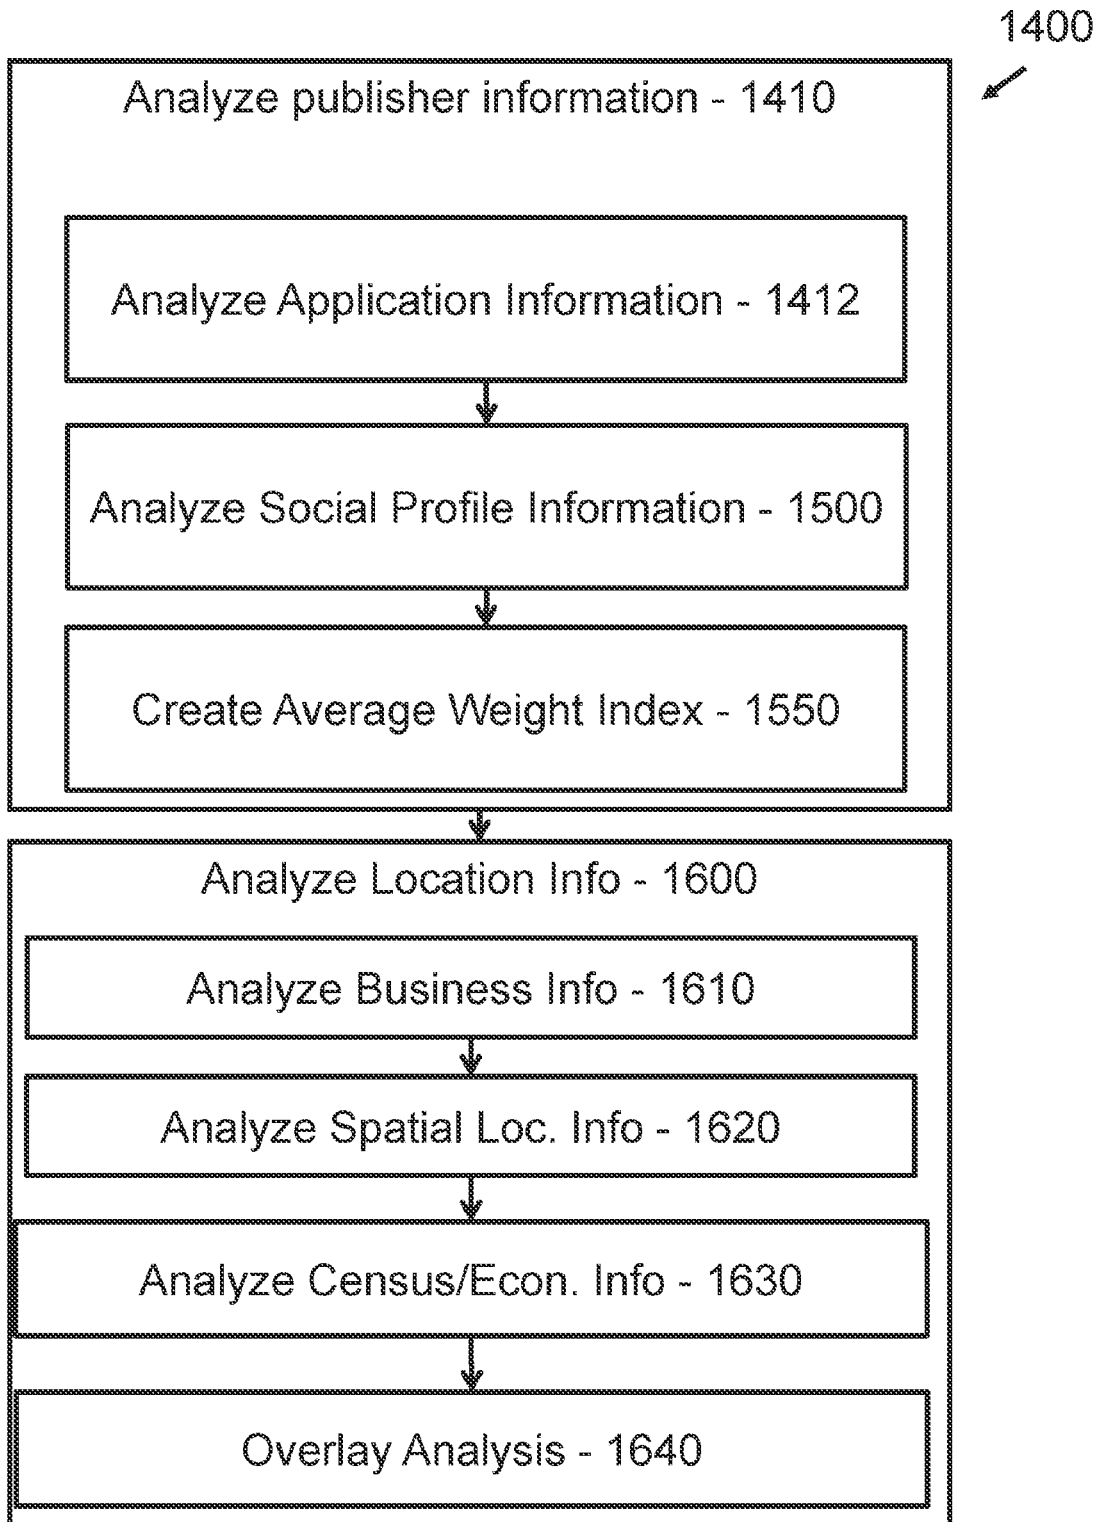 1400
Analyze publisher information - 1410
Analyze Application Information - 1412
Analyze Social Profile Information - 1500
Create Average Weight Index - 1550
Analyze Location Info - 1600
Analyze Business Info - 1610
Analyze Spatial Loc. Info - 1620
Analyze Census/Econ. Info - 1630
Overlay Analysis - 1640